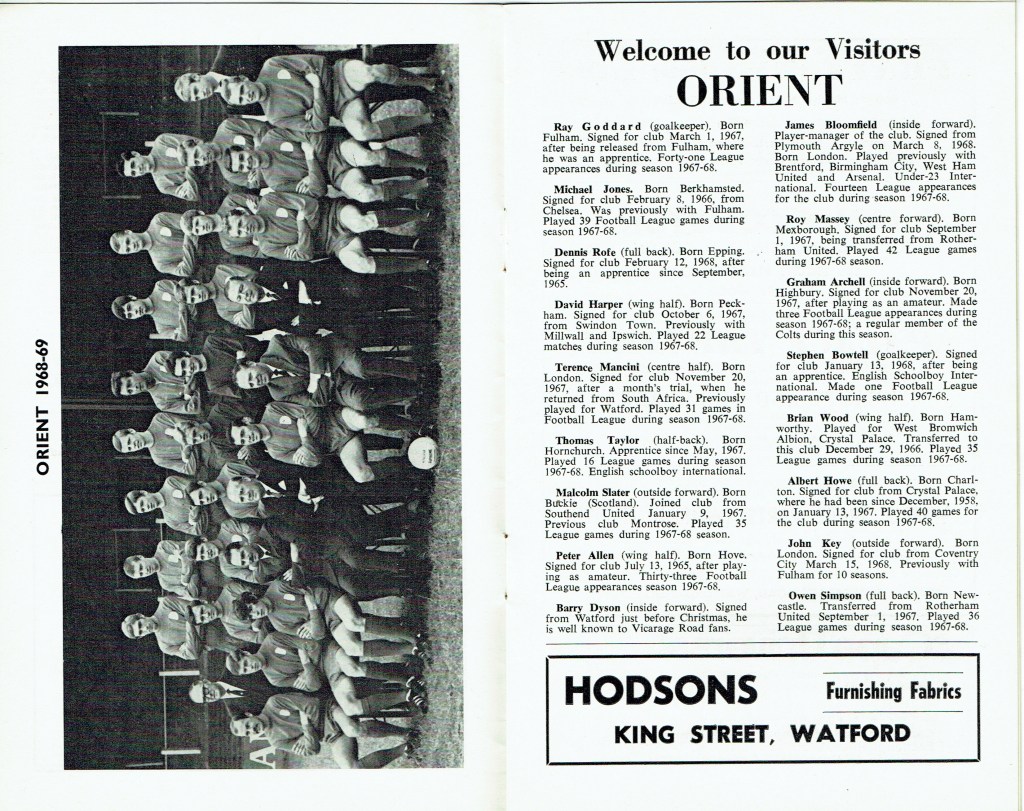 ORIENT 1968-69
Welcome to our Visitors
ORIENT
Ray Goddard (goalkeeper). Born
Fulham. Signed for club March 1, 1967,
after being released from Fulham, where
he was an apprentice. Forty-one League
appearances during season 1967-68.
Michael Jones. Born Berkhamsted.
Signed for club February 8, 1966, from
Chelsea. Was previously with Fulham.
Played 39 Football League games during
season 1967-68.
Dennis Rofe (full back). Born Epping.
Signed for club February 12, 1968, after
being an apprentice since September,
1965.
David Harper (wing half). Born Peck-
ham. Signed for club October 6, 1967,
from Swindon Town. Previously with
Millwall and Ipswich. Played 22 League
matches during season 1967-68.
Terence Mancini (centre half). Born
London. Signed for club November 20,
1967, after a month's trial, when he
returned from South Africa. Previously
played for Watford. Played 31 games in
Football League during season 1967-68.
Thomas Taylor (half-back). Born
Hornchurch. Apprentice since May, 1967.
Played 16 League games during season
1967-68. English schoolboy international.
Malcolm Slater (outside forward). Born
Buckie (Scotland). Joined club from
Southend United January 9, 1967.
Previous club Montrose. Played 35
League games during season 1967-68.
Peter Allen (wing half). Born Hove.
Signed for club July 13, 1965, after play-
ing as amateur. Thirty-three Football
League appearances season 1967-68.
Barry Dyson (inside forward). Signed
from Watford just before Christmas, he
is well known to Vicarage Road fans.
James Bloomfield (inside forward).
Player-manager of the club. Signed from
Plymouth Argyle on March 8, 1968.
Born London. Played previously with
Brentford, Birmingham City, West Ham
United and Arsenal. Under-23 Inter-
national. Fourteen League appearances
for the club during season 1967-68.
Roy Massey (centre forward). Born
Mexborough. Signed for club September
1, 1967, being transferred from Rother-
ham United. Played 42 League games
during 1967-68 season.
Graham Archell (inside forward). Born
Highbury. Signed for club November 20,
1967, after playing as an amateur. Made
three Football League appearances during
season 1967-68; a regular member of the
Colts during this season.
Stephen Bowtell (goalkeeper). Signed
for club January 13, 1968, after being
an apprentice. English Schoolboy Inter-
national. Made one Football League
appearance during season 1967-68.
Brian Wood (wing half). Born Ham-
worthy. Played for West Bromwich
Albion, Crystal Palace. Transferred to
this club December 29, 1966. Played 35
League games during season 1967-68.
Albert Howe (full back). Born Charl-
ton. Signed for club from Crystal Palace,
where he had been since December, 1958,
on January 13, 1967. Played 40 games for
the club during season 1967-68.
John Key (outside forward). Born
London. Signed for club from Coventry
City March 15, 1968. Previously with
Fulham for 10 seasons.
Owen Simpson (full back). Born New-
castle. Transferred from Rotherham
United September 1, 1967. Played 36
League games during season 1967-68.
HODSONS
Furnishing Fabrics
KING STREET, WATFORD